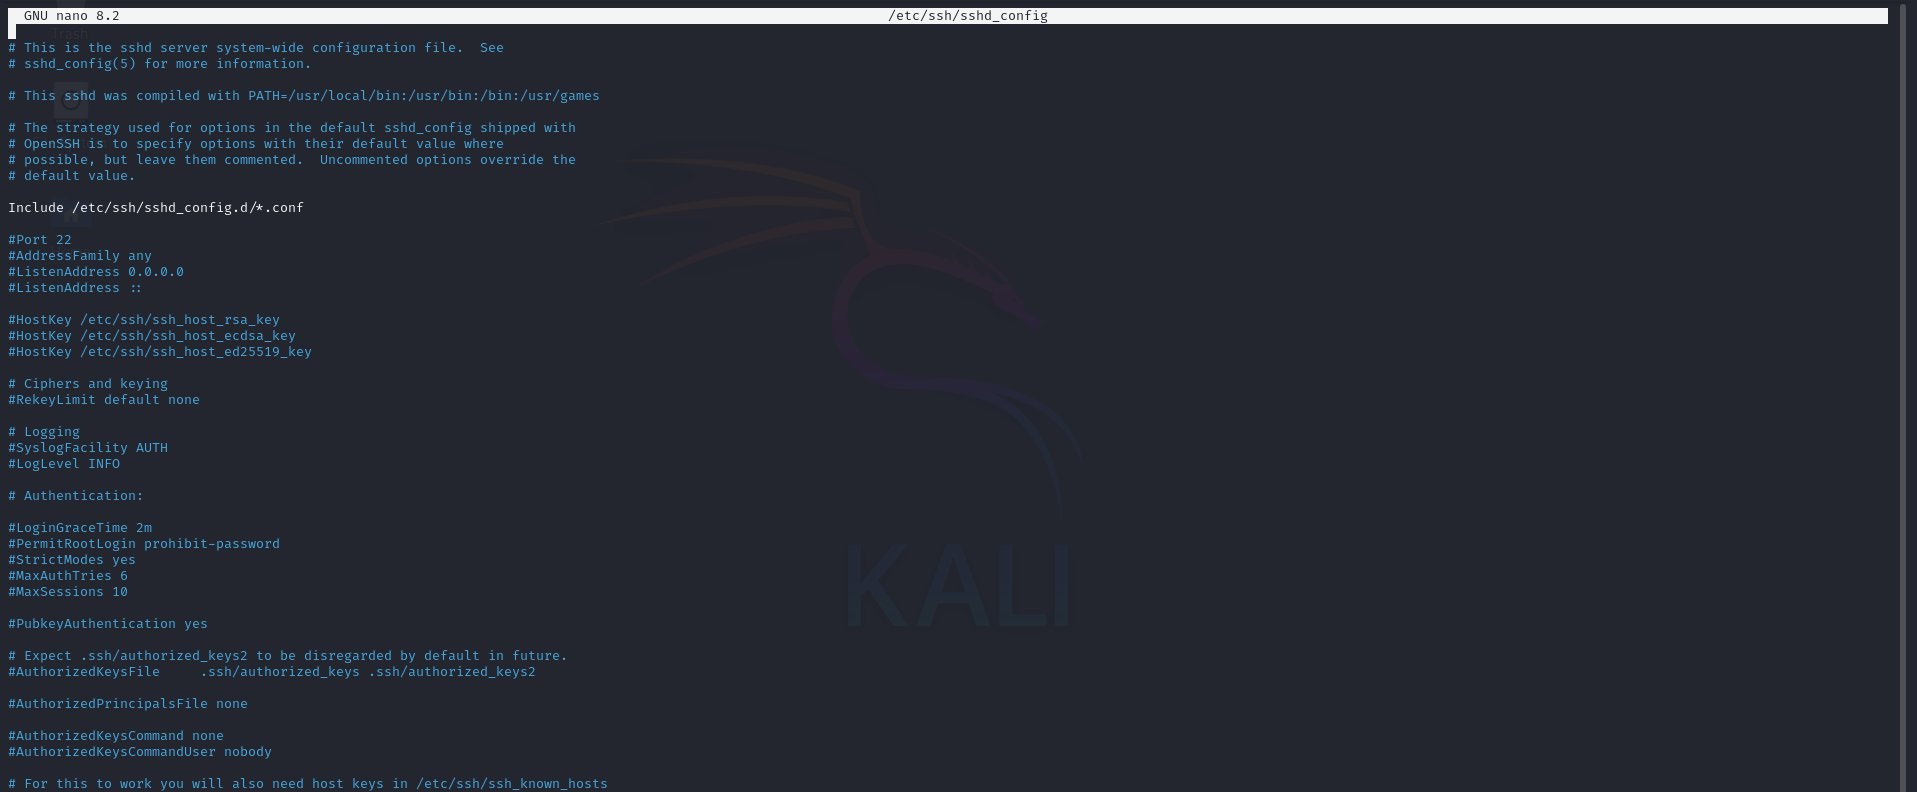 GNU nano 8.2 /etc/ssh/sshd_config
Trash
# This is the sshd server system-wide configuration file.  See
# sshd_config(5) for more information.
# This sshd was compiled with PATH=/usr/local/bin:/usr/bin:/bin:/usr/games
# The strategy used for options in the default sshd_config shipped with
# OpenSSH is to specify options with their default value where
# possible, but leave them commented.  Uncommented options override the
# default value.
Include /etc/ssh/sshd_config.d/*.conf
#Port 22
#AddressFamily any
#ListenAddress 0.0.0.0
#ListenAddress ::
#HostKey /etc/ssh/ssh_host_rsa_key
#HostKey /etc/ssh/ssh_host_ecdsa_key
#HostKey /etc/ssh/ssh_host_ed25519_key
# Ciphers and keying
#RekeyLimit default none
# Logging
#SyslogFacility AUTH
#LogLevel INFO
# Authentication:
#LoginGraceTime 2m
#PermitRootLogin prohibit-password
#StrictModes yes
#MaxAuthTries 6
#MaxSessions 10
KALI
#PubkeyAuthentication yes
# Expect .ssh/authorized_keys2 to be disregarded by default in future.
#AuthorizedKeysFile     .ssh/authorized_keys .ssh/authorized_keys2
#AuthorizedPrincipalsFile none
#AuthorizedKeysCommand none
#AuthorizedKeysCommandUser nobody
# For this to work you will also need host keys in /etc/ssh/ssh_known_hosts